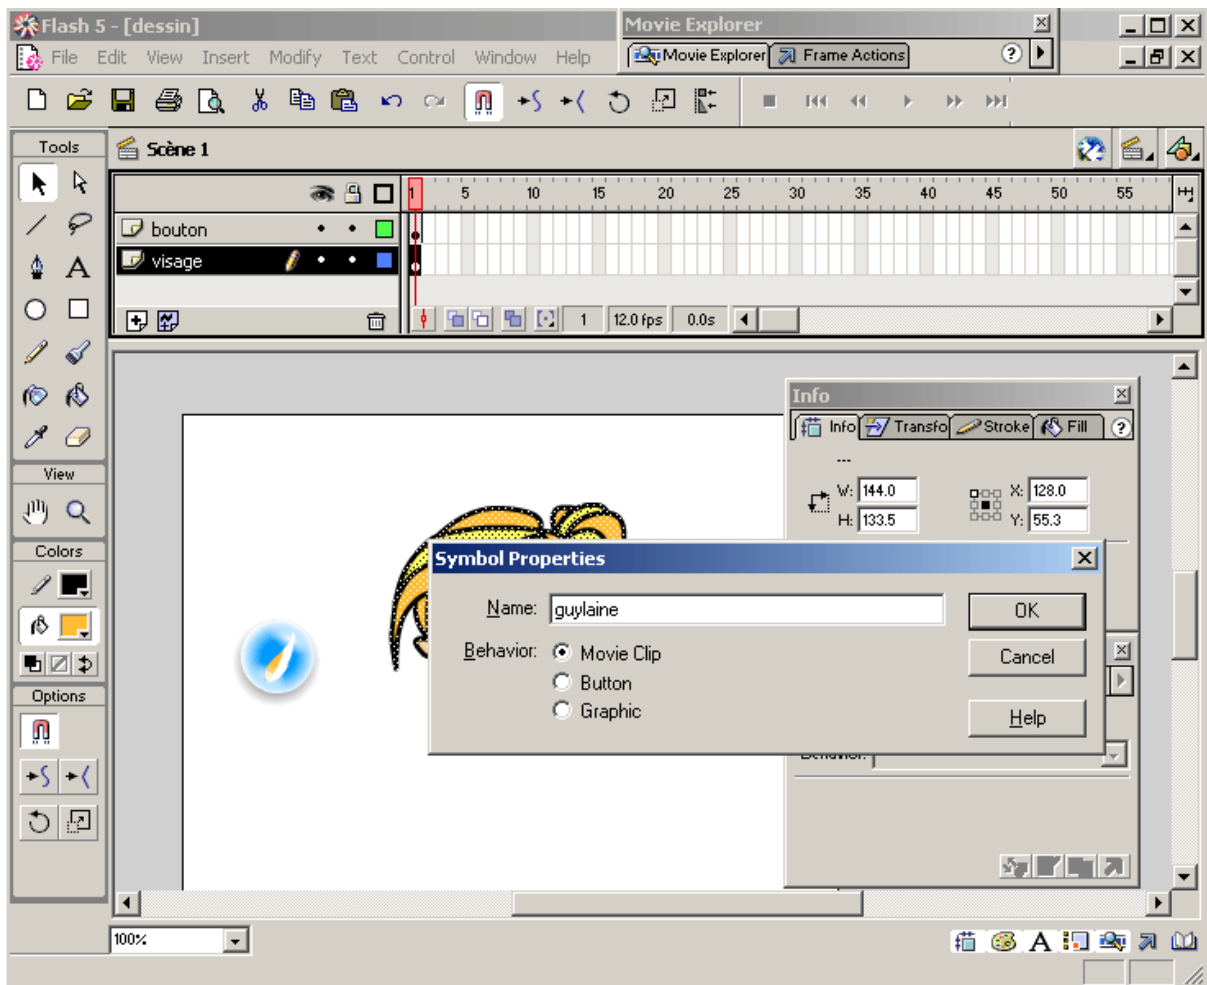 Flash 5 - [dessin]
Movie Explorer
File Edit View Insert Modify Text Control Window Help
Movie Explorer Frame Actions ?
Tools
Scène 1
1 5 10 15 20 25 30 35 40 45 50 55
bouton
visage
A
1 12.0 fps 0.0s
Info
Info Transfo Stroke Fill ?
View
---
W: 144.0 X: 128.0
H: 133.5 Y: 55.3
Colors
Symbol Properties
Name: guylaine OK
Behavior: Movie Clip Cancel
Button
Graphic Help
Options
Behavior:
100%
A